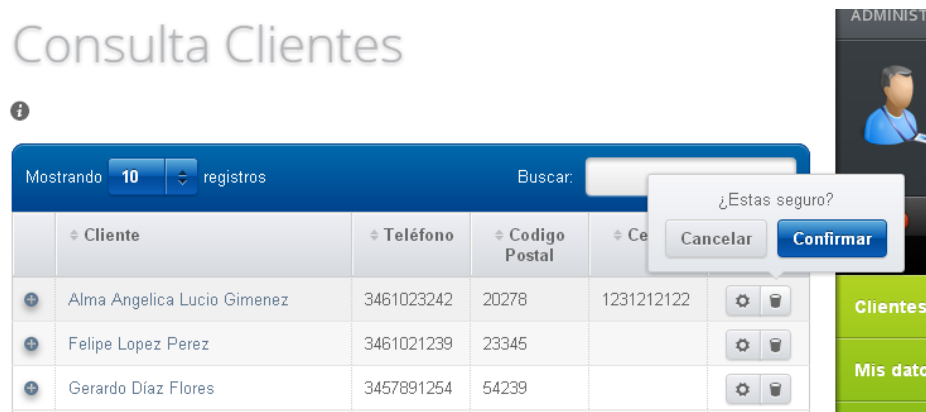 Consulta Clientes
ADMINIST
Mostrando 10 registros
Buscar:
¿Estas seguro?
Cancelar Confirmar
Cliente Teléfono Codigo Postal Ce
Alma Angelica Lucio Gimenez 3461023242 20278 1231212122
Felipe Lopez Perez 3461021239 23345
Gerardo Díaz Flores 3457891254 54239
Clientes
Mis dato